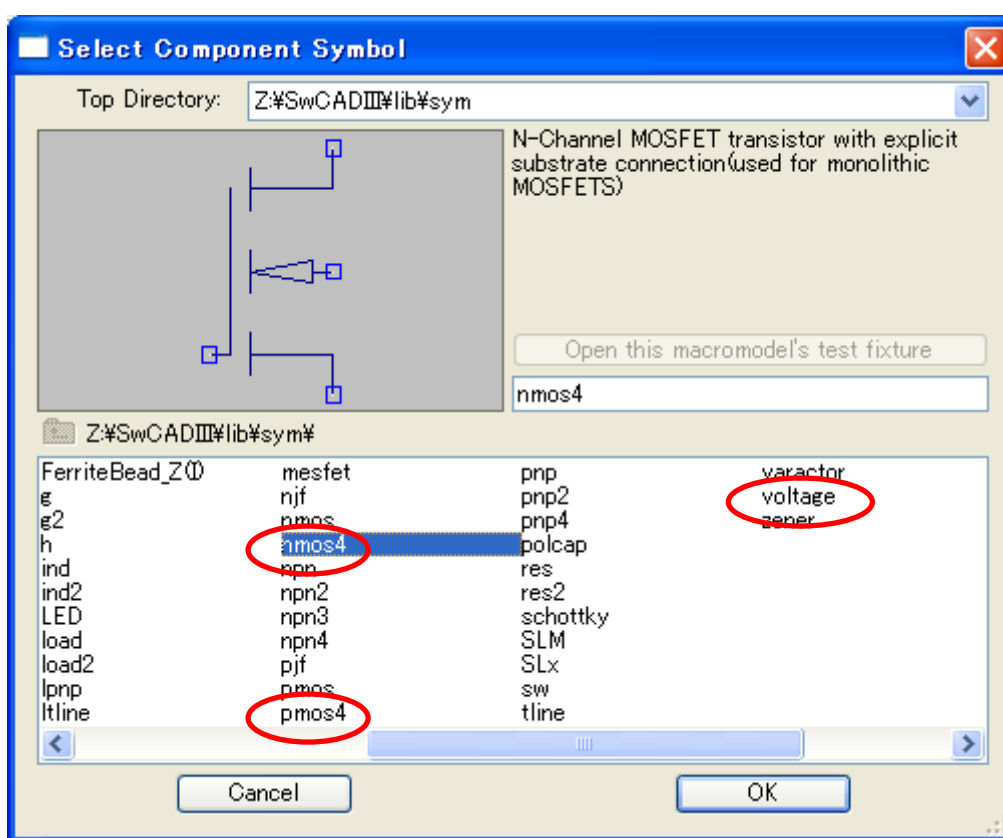 Select Component Symbol
Top Directory: Z:¥SwCADⅢ¥lib¥sym
N-Channel MOSFET transistor with explicit
substrate connection(used for monolithic
MOSFETS)
Open this macromodel's test fixture
nmos4
Z:¥SwCADⅢ¥lib¥sym¥
FerriteBead_Z(I) mesfet pnp varactor
g njf pnp2 voltage
g2 nmos pnp4 zener
h nmos4 polcap
ind npn res
ind2 npn2 res2
LED npn3 schottky
load npn4 SLM
load2 pjf SLx
lpnp pmos sw
ltline pmos4 tline
Cancel OK